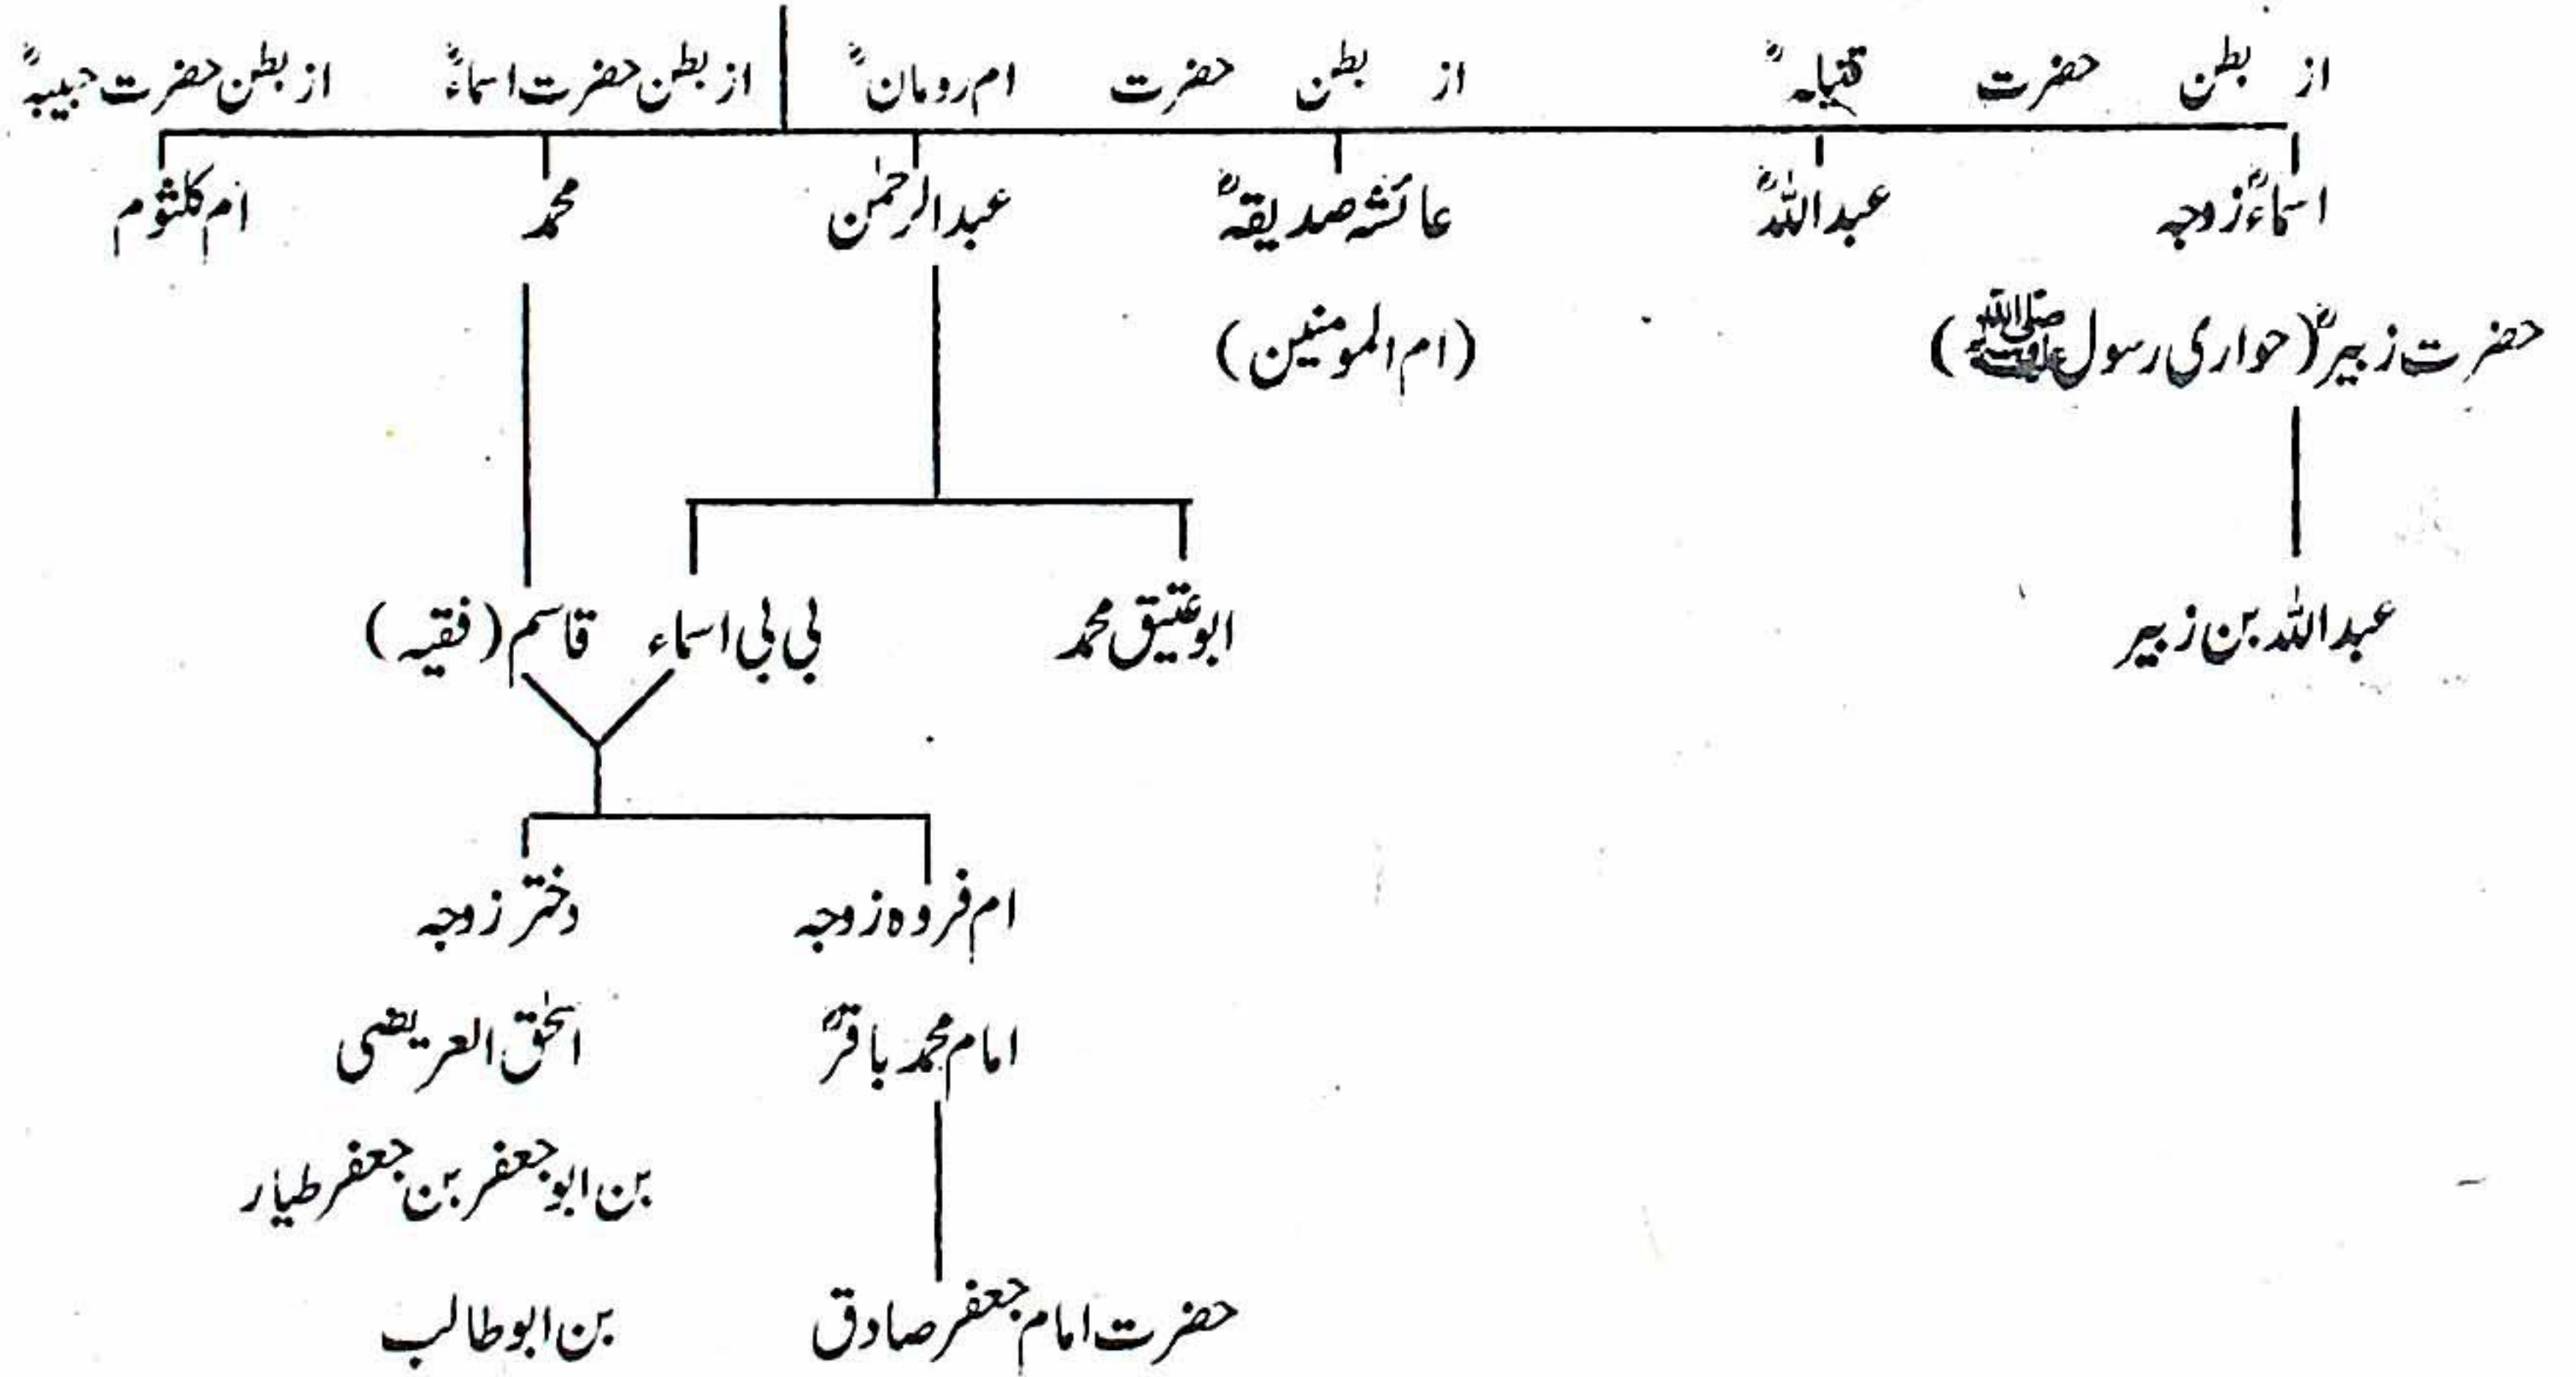 از بطن حضرت قتیلہؓ از بطن حضرت ام رومانؓ از بطن حضرت اسماءؓ از بطن حضرت حبیبہؓ
اسماءؓ زوجہ عبداللہؓ عائشہ صدیقہؓ عبدالرحمٰن محمد ام کلثوم
حضرت زبیرؓ (حواری رسول ﷺ) (ام المومنین)
عبداللہ بن زبیر ابوعتیق محمد بی بی اسماء قاسم (فقیہ)
ام فروہ زوجہ دختر زوجہ
امام محمد باقرؒ اسحٰق العریضی
بن ابوجعفر بن جعفر طیار
حضرت امام جعفر صادق بن ابوطالب